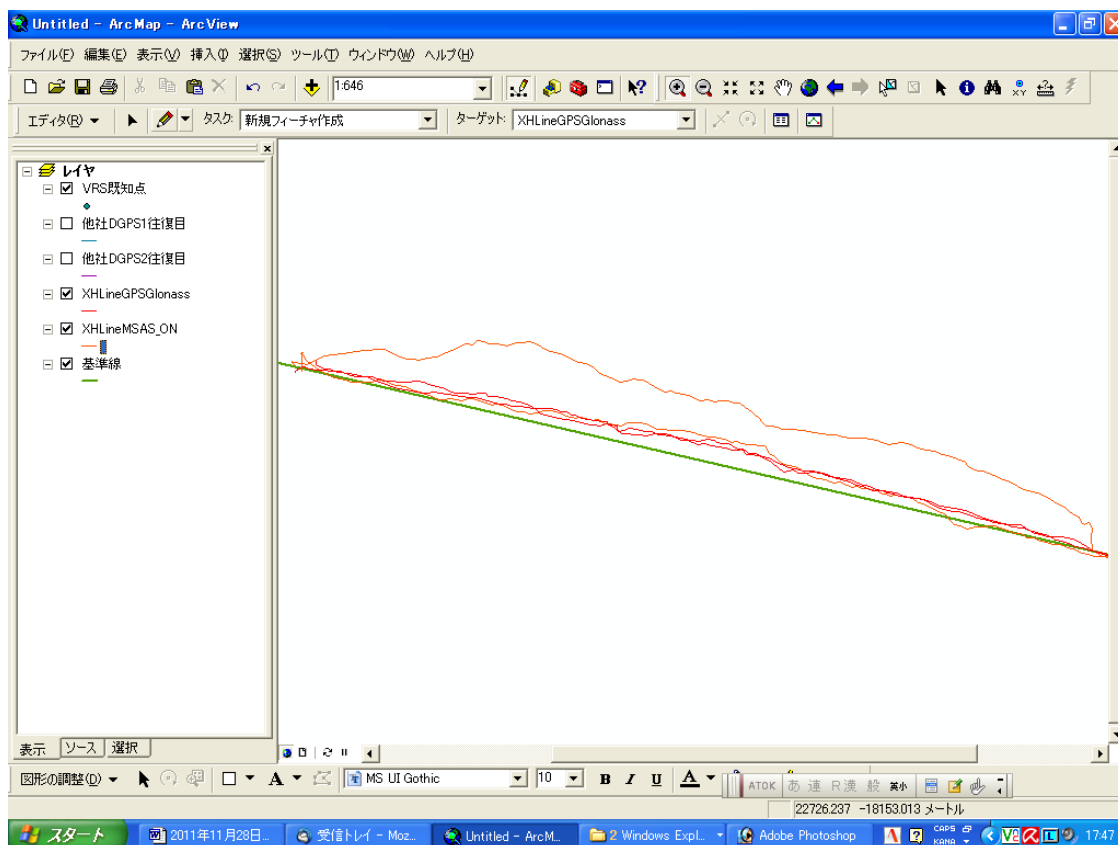 Untitled - ArcMap - ArcView
ファイル(F) 編集(E) 表示(V) 挿入(I) 選択(S) ツール(T) ウィンドウ(W) ヘルプ(H)
1:646
エディタ(R) タスク: 新規フィーチャ作成 ターゲット: XHLineGPSGlonass
レイヤ
VRS既知点
他社DGPS1往復目
他社DGPS2往復目
XHLineGPSGlonass
XHLineMSAS_ON
基準線
表示 ソース 選択
図形の調整(D) A MS UI Gothic 10 B I U A
ATOK あ 連 R漢 般 英小
22726.237 -18153.013 メートル
スタート 2011年11月28日... 受信トレイ - Moz... Untitled - ArcM... 2 Windows Expl... Adobe Photoshop A CAPS KANA 17:47